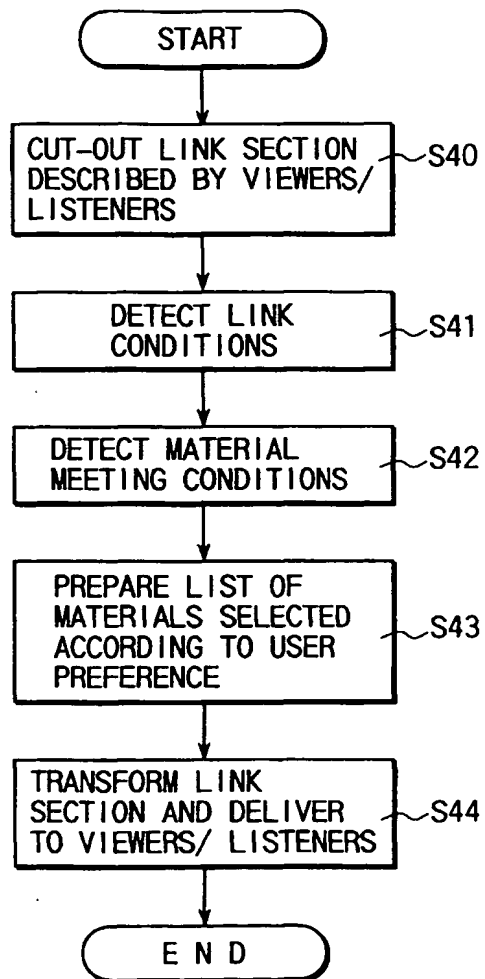 START
CUT-OUT LINK SECTION
DESCRIBED BY VIEWERS/
LISTENERS
S40
DETECT LINK
CONDITIONS
S41
DETECT MATERIAL
MEETING CONDITIONS
S42
PREPARE LIST OF
MATERIALS SELECTED
ACCORDING TO USER
PREFERENCE
S43
TRANSFORM LINK
SECTION AND DELIVER
TO VIEWERS/ LISTENERS
S44
END